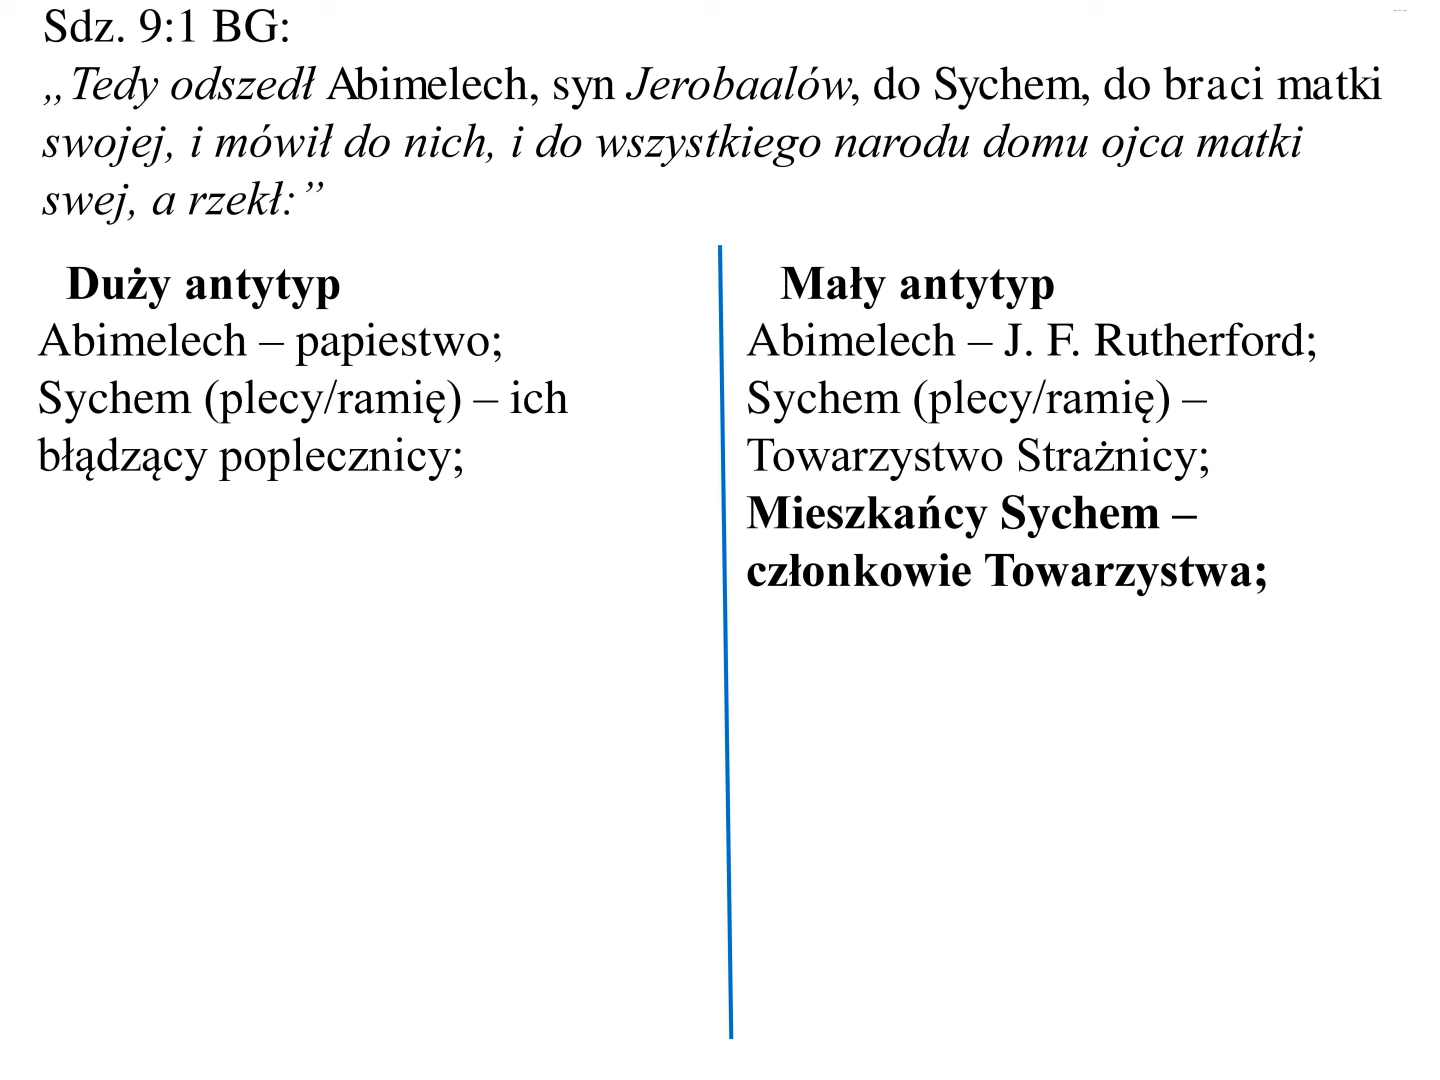 Sdz. 9:1 BG:
„Tedy odszedł Abimelech, syn Jerobaalów, do Sychem, do braci matki
swojej, i mówił do nich, i do wszystkiego narodu domu ojca matki
swej, a rzekł:”
Duży antytyp
Abimelech – papiestwo;
Sychem (plecy/ramię) – ich
błądzący poplecznicy;
Mały antytyp
Abimelech – J. F. Rutherford;
Sychem (plecy/ramię) –
Towarzystwo Strażnicy;
Mieszkańcy Sychem –
członkowie Towarzystwa;